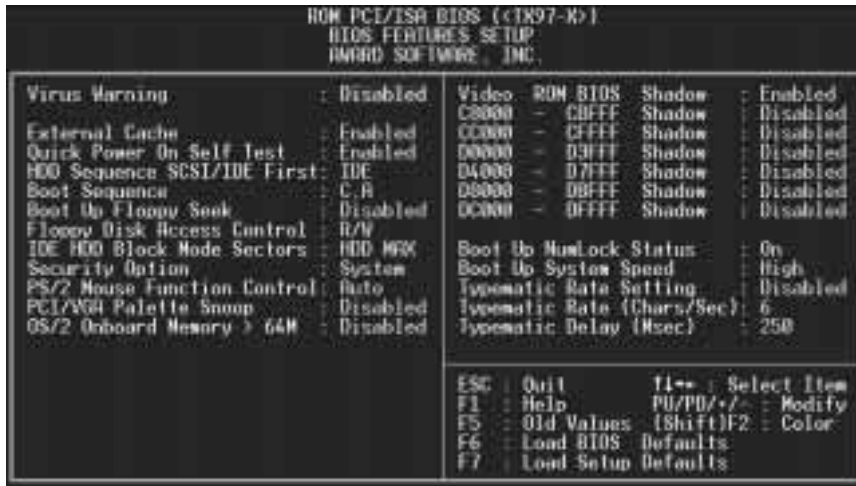 ROM PCI/ISA BIOS (<TX97-X>)
BIOS FEATURES SETUP
AWARD SOFTWARE, INC.
Virus Warning : Disabled
External Cache : Enabled
Quick Power On Self Test : Enabled
HDD Sequence SCSI/IDE First: IDE
Boot Sequence : C,A
Boot Up Floppy Seek : Disabled
Floppy Disk Access Control : R/W
IDE HDD Block Mode Sectors : HDD MAX
Security Option : System
PS/2 Mouse Function Control: Auto
PCI/VGA Palette Snoop : Disabled
OS/2 Onboard Memory > 64M : Disabled
Video ROM BIOS Shadow : Enabled
C8000 - CBFFF Shadow : Disabled
CC000 - CFFFF Shadow : Disabled
D0000 - D3FFF Shadow : Disabled
D4000 - D7FFF Shadow : Disabled
D8000 - DBFFF Shadow : Disabled
DC000 - DFFFF Shadow : Disabled
Boot Up NumLock Status : On
Boot Up System Speed : High
Typematic Rate Setting : Disabled
Typematic Rate (Chars/Sec): 6
Typematic Delay (Msec) : 250
ESC : Quit ↑↓→← : Select Item
F1 : Help PU/PD/+/- : Modify
F5 : Old Values (Shift)F2 : Color
F6 : Load BIOS Defaults
F7 : Load Setup Defaults